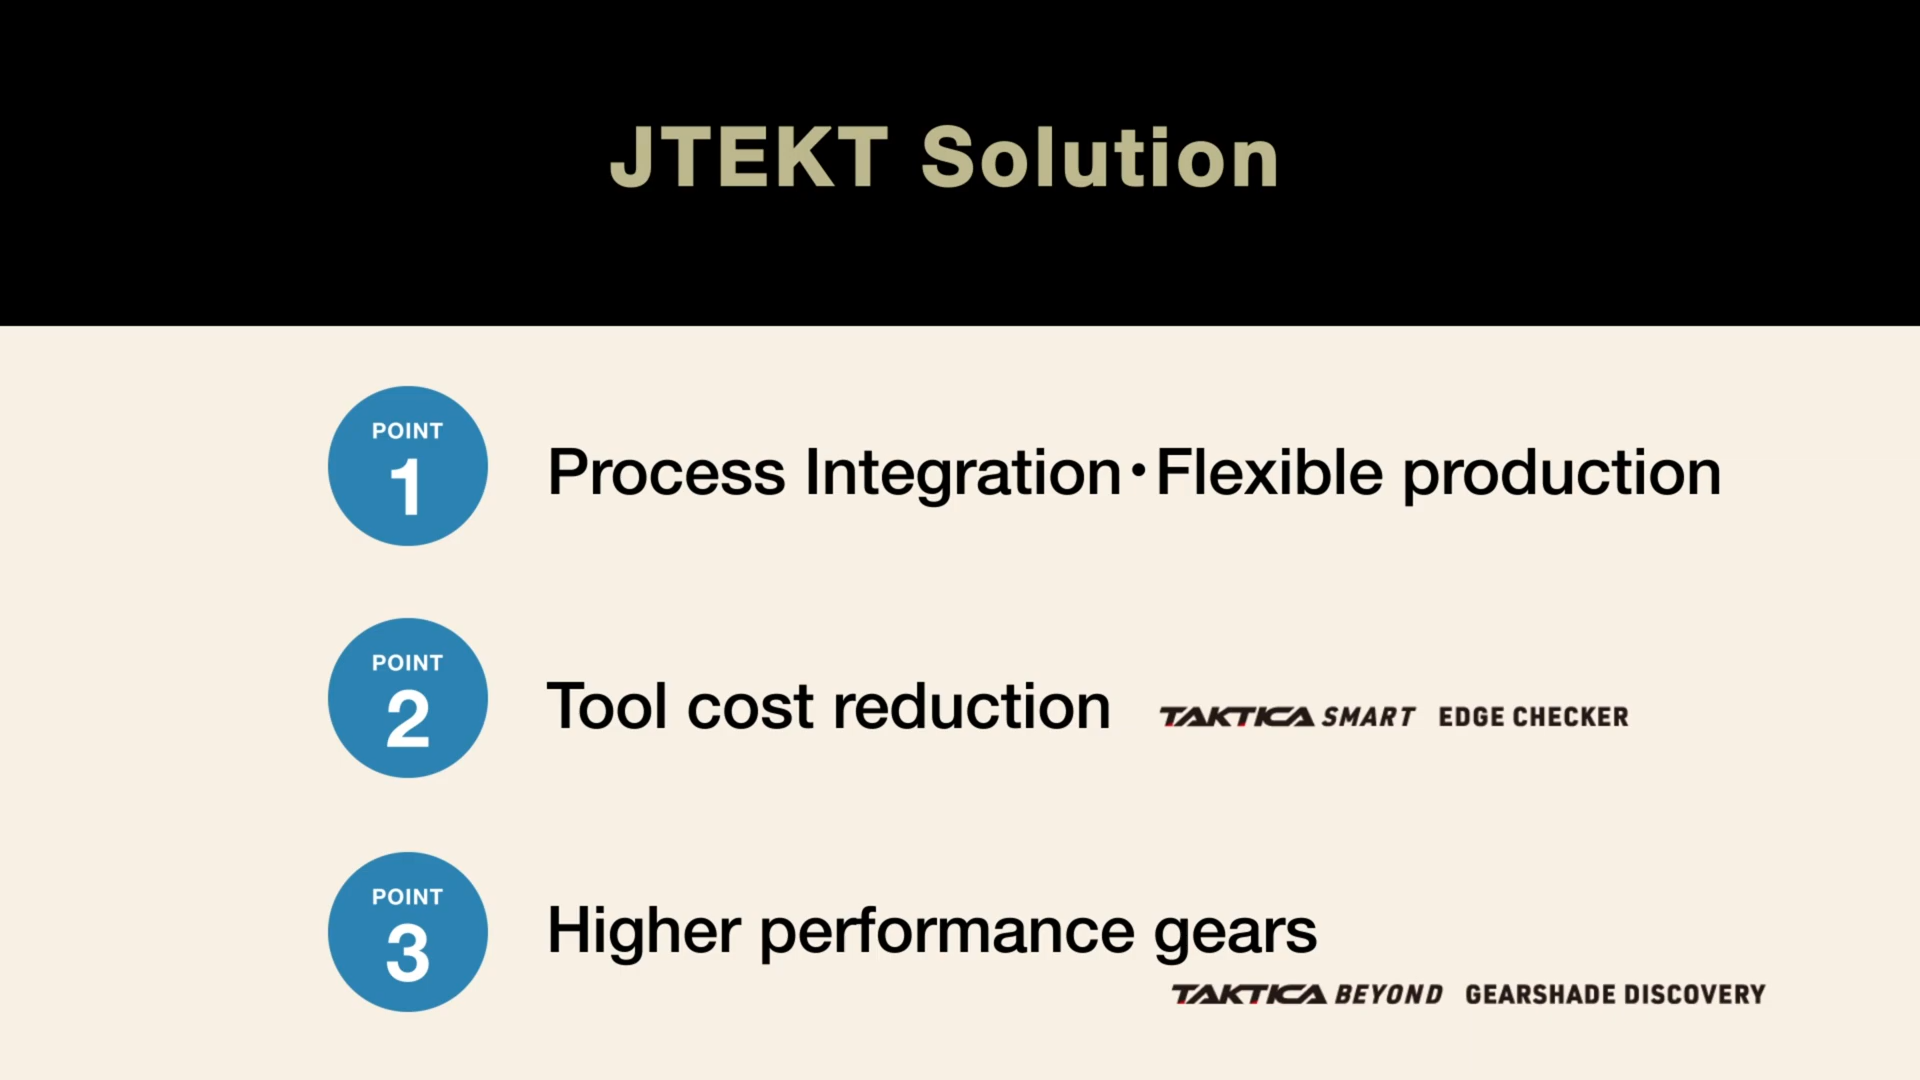 JTEKT Solution
POINT
1
Process Integration・Flexible production
POINT
2
Tool cost reduction TAKTICA SMART EDGE CHECKER
POINT
3
Higher performance gears
TAKTICA BEYOND GEARSHADE DISCOVERY